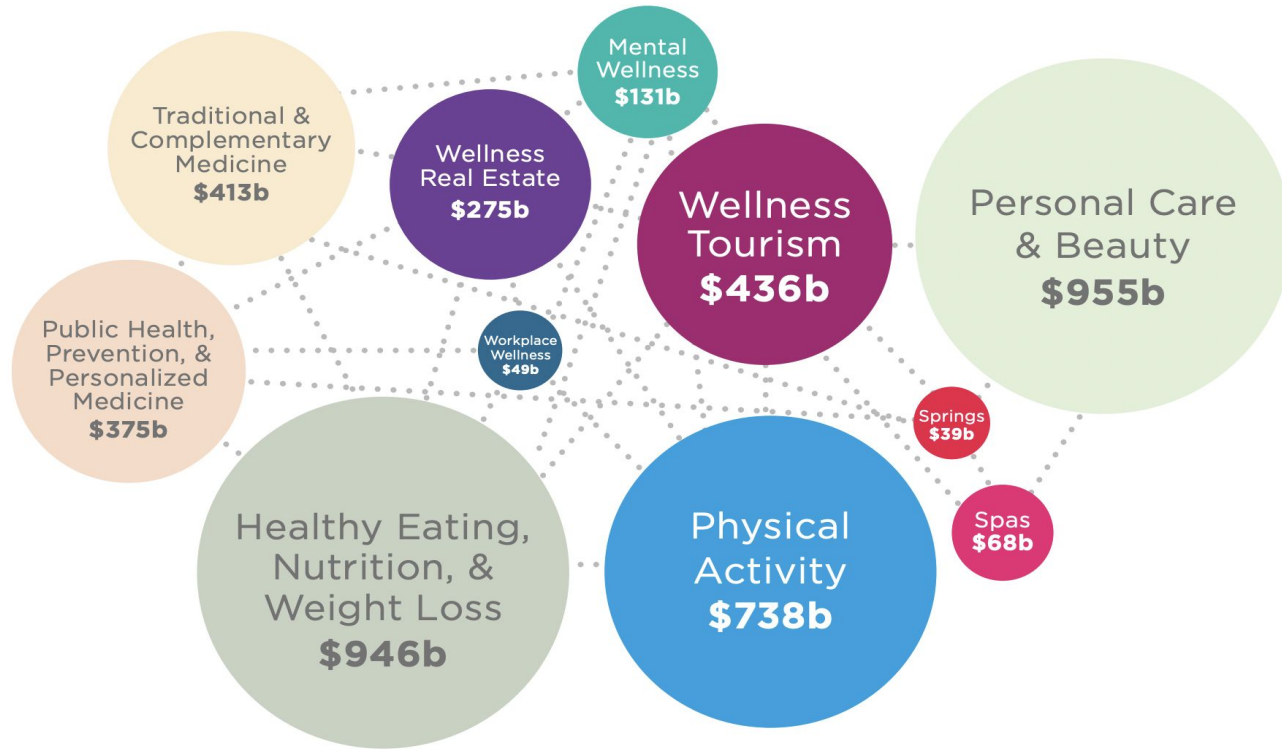 Mental
Wellness
$131b
Traditional &
Complementary
Medicine
$413b
Wellness
Real Estate
$275b
Wellness
Tourism
$436b
Personal Care
& Beauty
$955b
Public Health,
Prevention, &
Personalized
Medicine
$375b
Workplace
Wellness
$49b
Springs
$39b
Healthy Eating,
Nutrition, &
Weight Loss
$946b
Physical
Activity
$738b
Spas
$68b